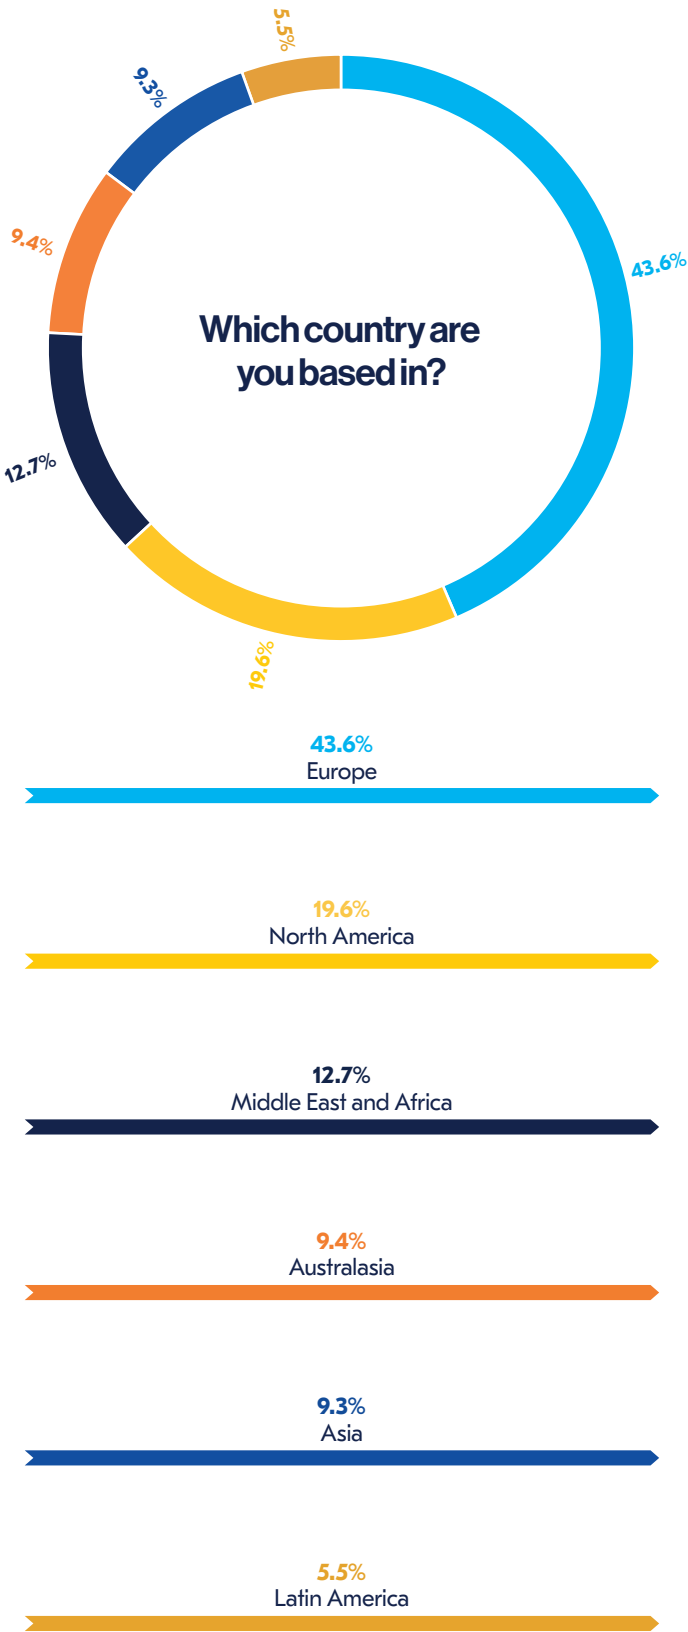 5.5%
9.3%
43.6%
9.4%
Which country are
you based in?
12.7%
19.6%
43.6%
Europe
19.6%
North America
12.7%
Middle East and Africa
9.4%
Australasia
9.3%
Asia
5.5%
Latin America